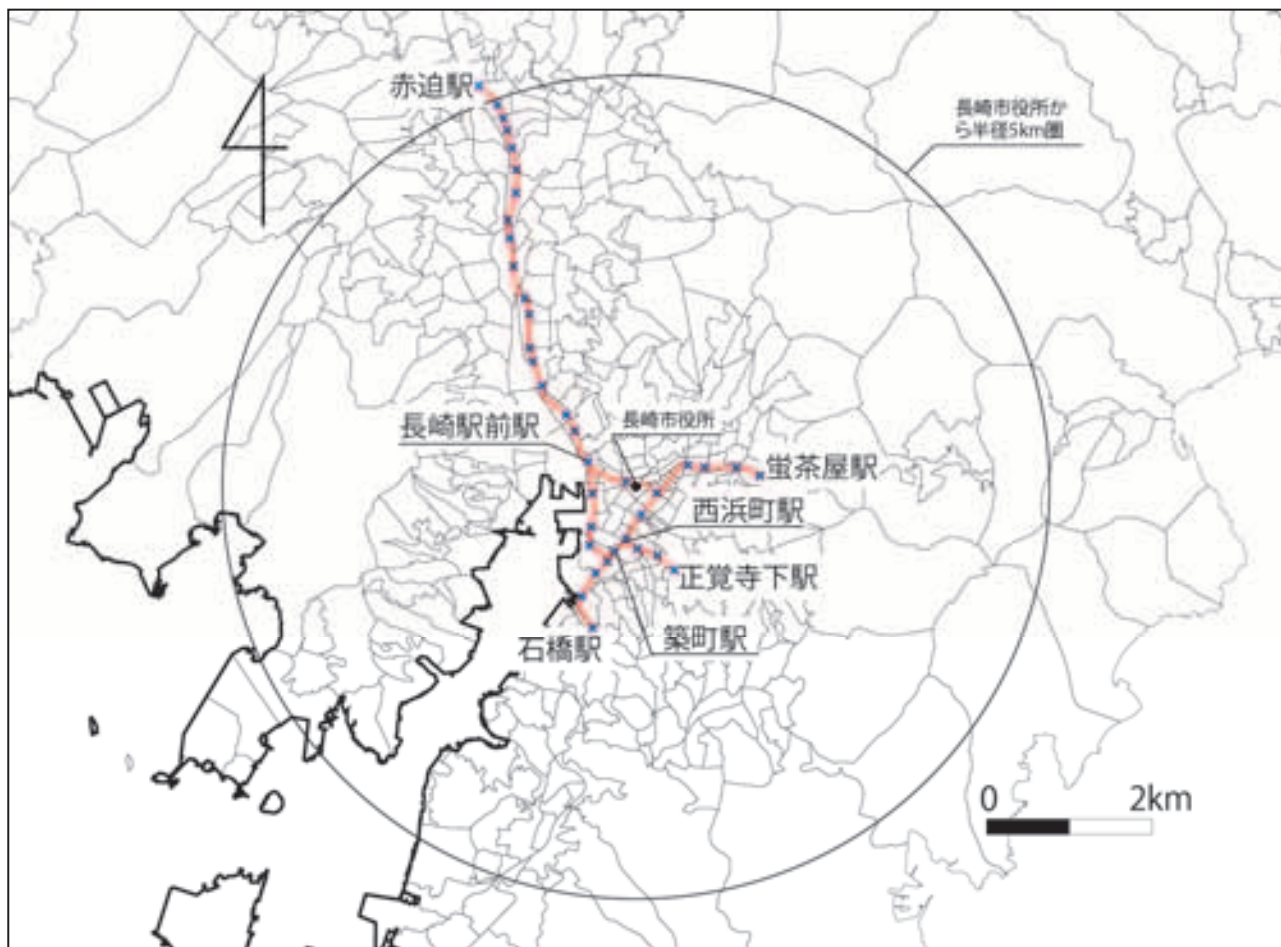 赤迫駅
長崎市役所か
ら半径5km圏
長崎駅前駅
長崎市役所
蛍茶屋駅
西浜町駅
正覚寺下駅
築町駅
石橋駅
0 2km